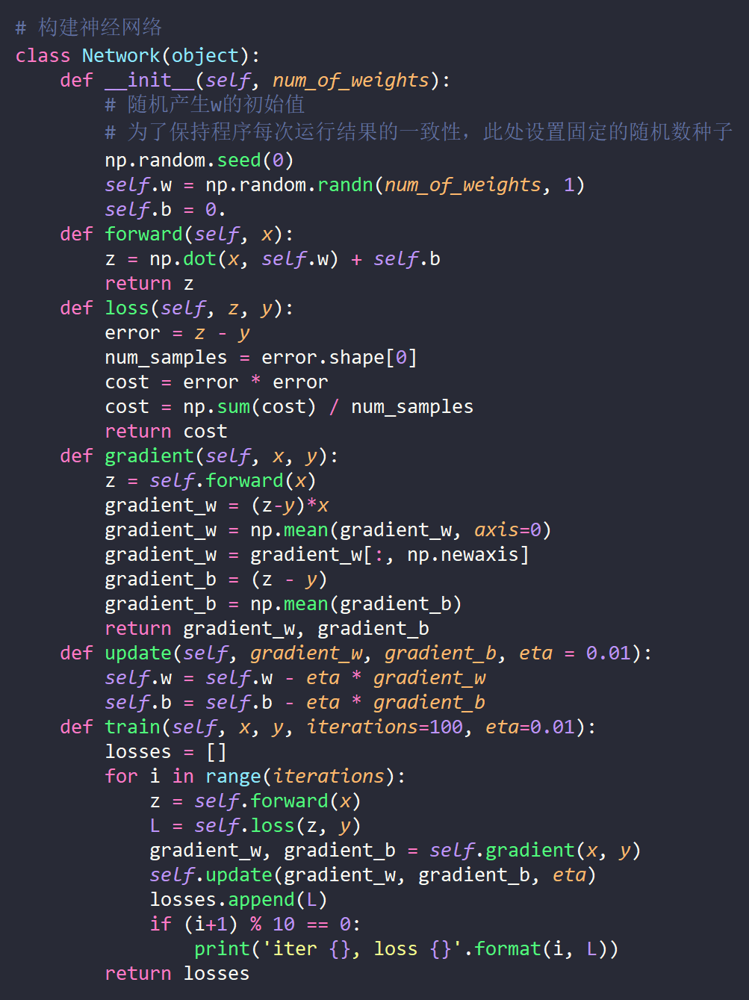 # 构建神经网络
class Network(object):
    def __init__(self, num_of_weights):
        # 随机产生w的初始值
        # 为了保持程序每次运行结果的一致性，此处设置固定的随机数种子
        np.random.seed(0)
        self.w = np.random.randn(num_of_weights, 1)
        self.b = 0.
    def forward(self, x):
        z = np.dot(x, self.w) + self.b
        return z
    def loss(self, z, y):
        error = z - y
        num_samples = error.shape[0]
        cost = error * error
        cost = np.sum(cost) / num_samples
        return cost
    def gradient(self, x, y):
        z = self.forward(x)
        gradient_w = (z-y)*x
        gradient_w = np.mean(gradient_w, axis=0)
        gradient_w = gradient_w[:, np.newaxis]
        gradient_b = (z - y)
        gradient_b = np.mean(gradient_b)
        return gradient_w, gradient_b
    def update(self, gradient_w, gradient_b, eta = 0.01):
        self.w = self.w - eta * gradient_w
        self.b = self.b - eta * gradient_b
    def train(self, x, y, iterations=100, eta=0.01):
        losses = []
        for i in range(iterations):
            z = self.forward(x)
            L = self.loss(z, y)
            gradient_w, gradient_b = self.gradient(x, y)
            self.update(gradient_w, gradient_b, eta)
            losses.append(L)
            if (i+1) % 10 == 0:
                print('iter {}, loss {}'.format(i, L))
        return losses